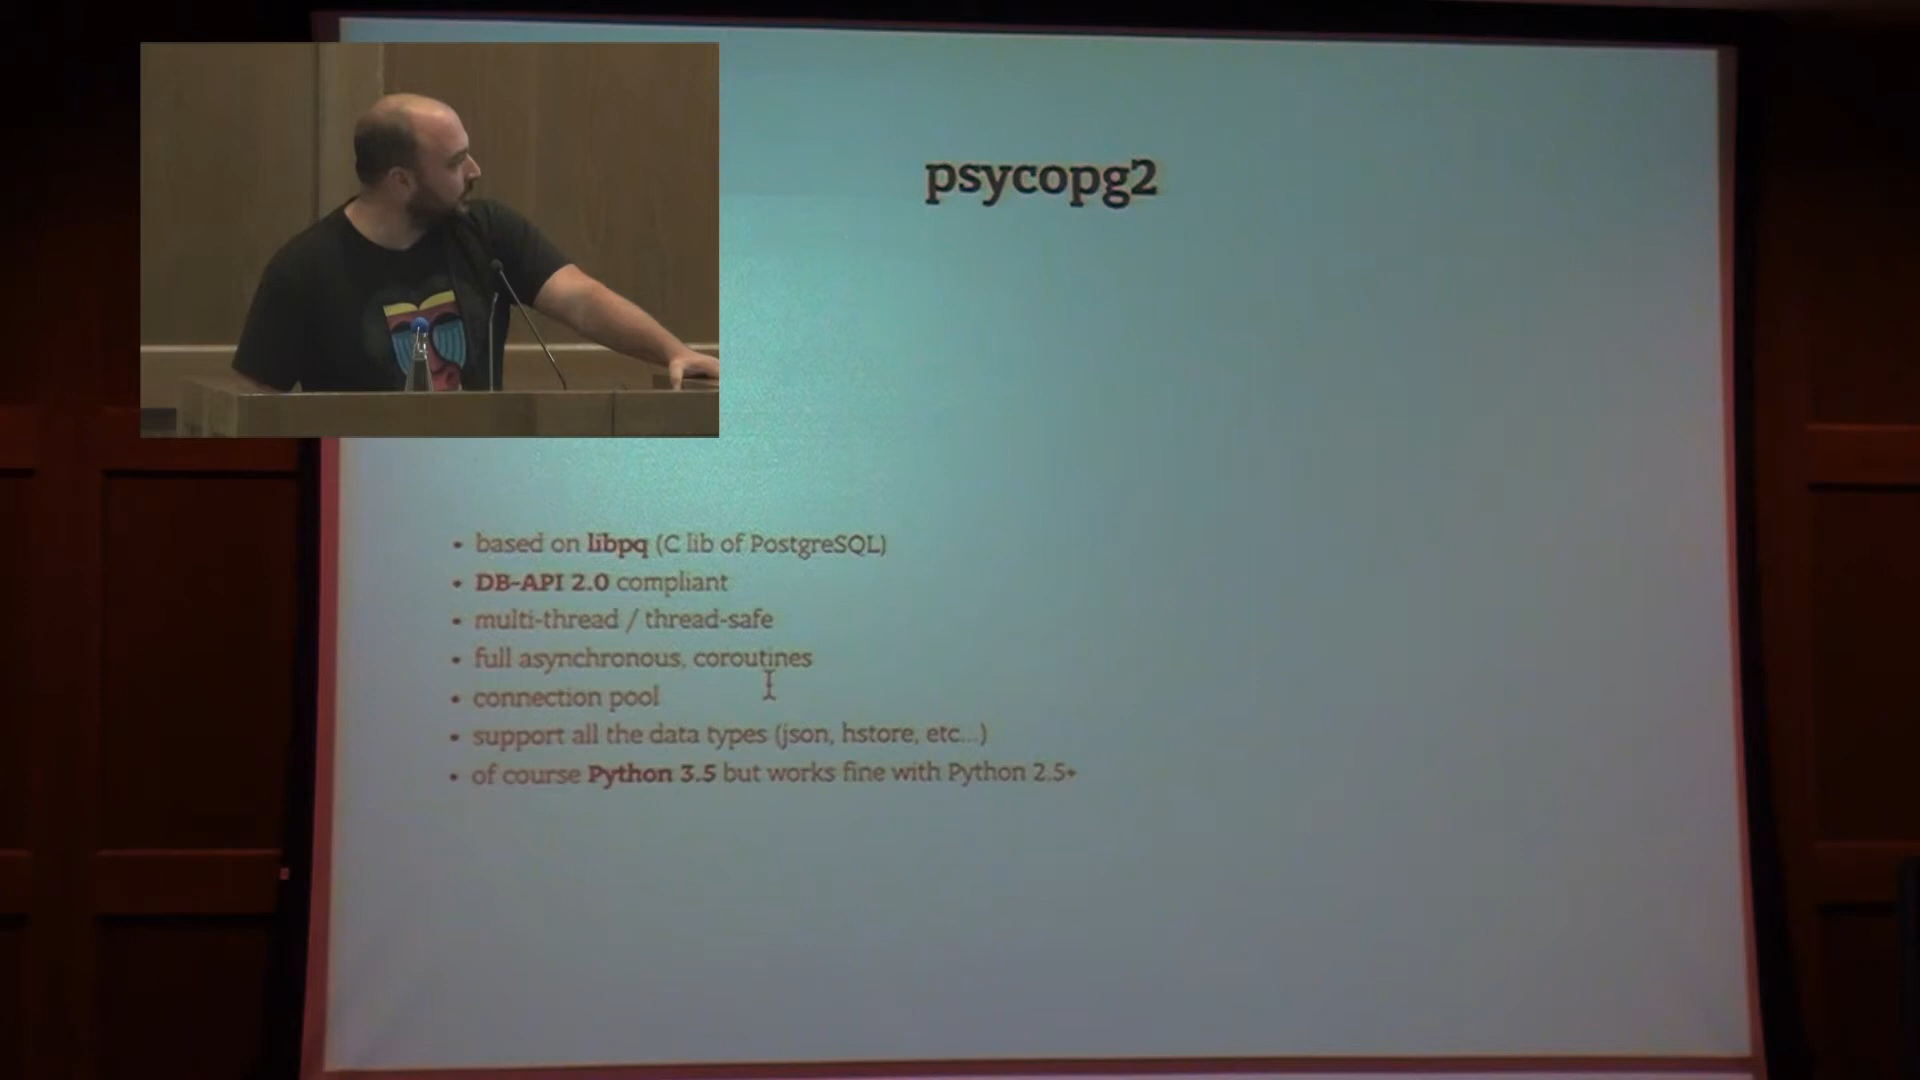 psycopg2
• based on libpq (C lib of PostgreSQL)
• DB-API 2.0 compliant
• multi-thread / thread-safe
• full asynchronous, coroutines
• connection pool
• support all the data types (json, hstore, etc...)
• of course Python 3.5 but works fine with Python 2.5+